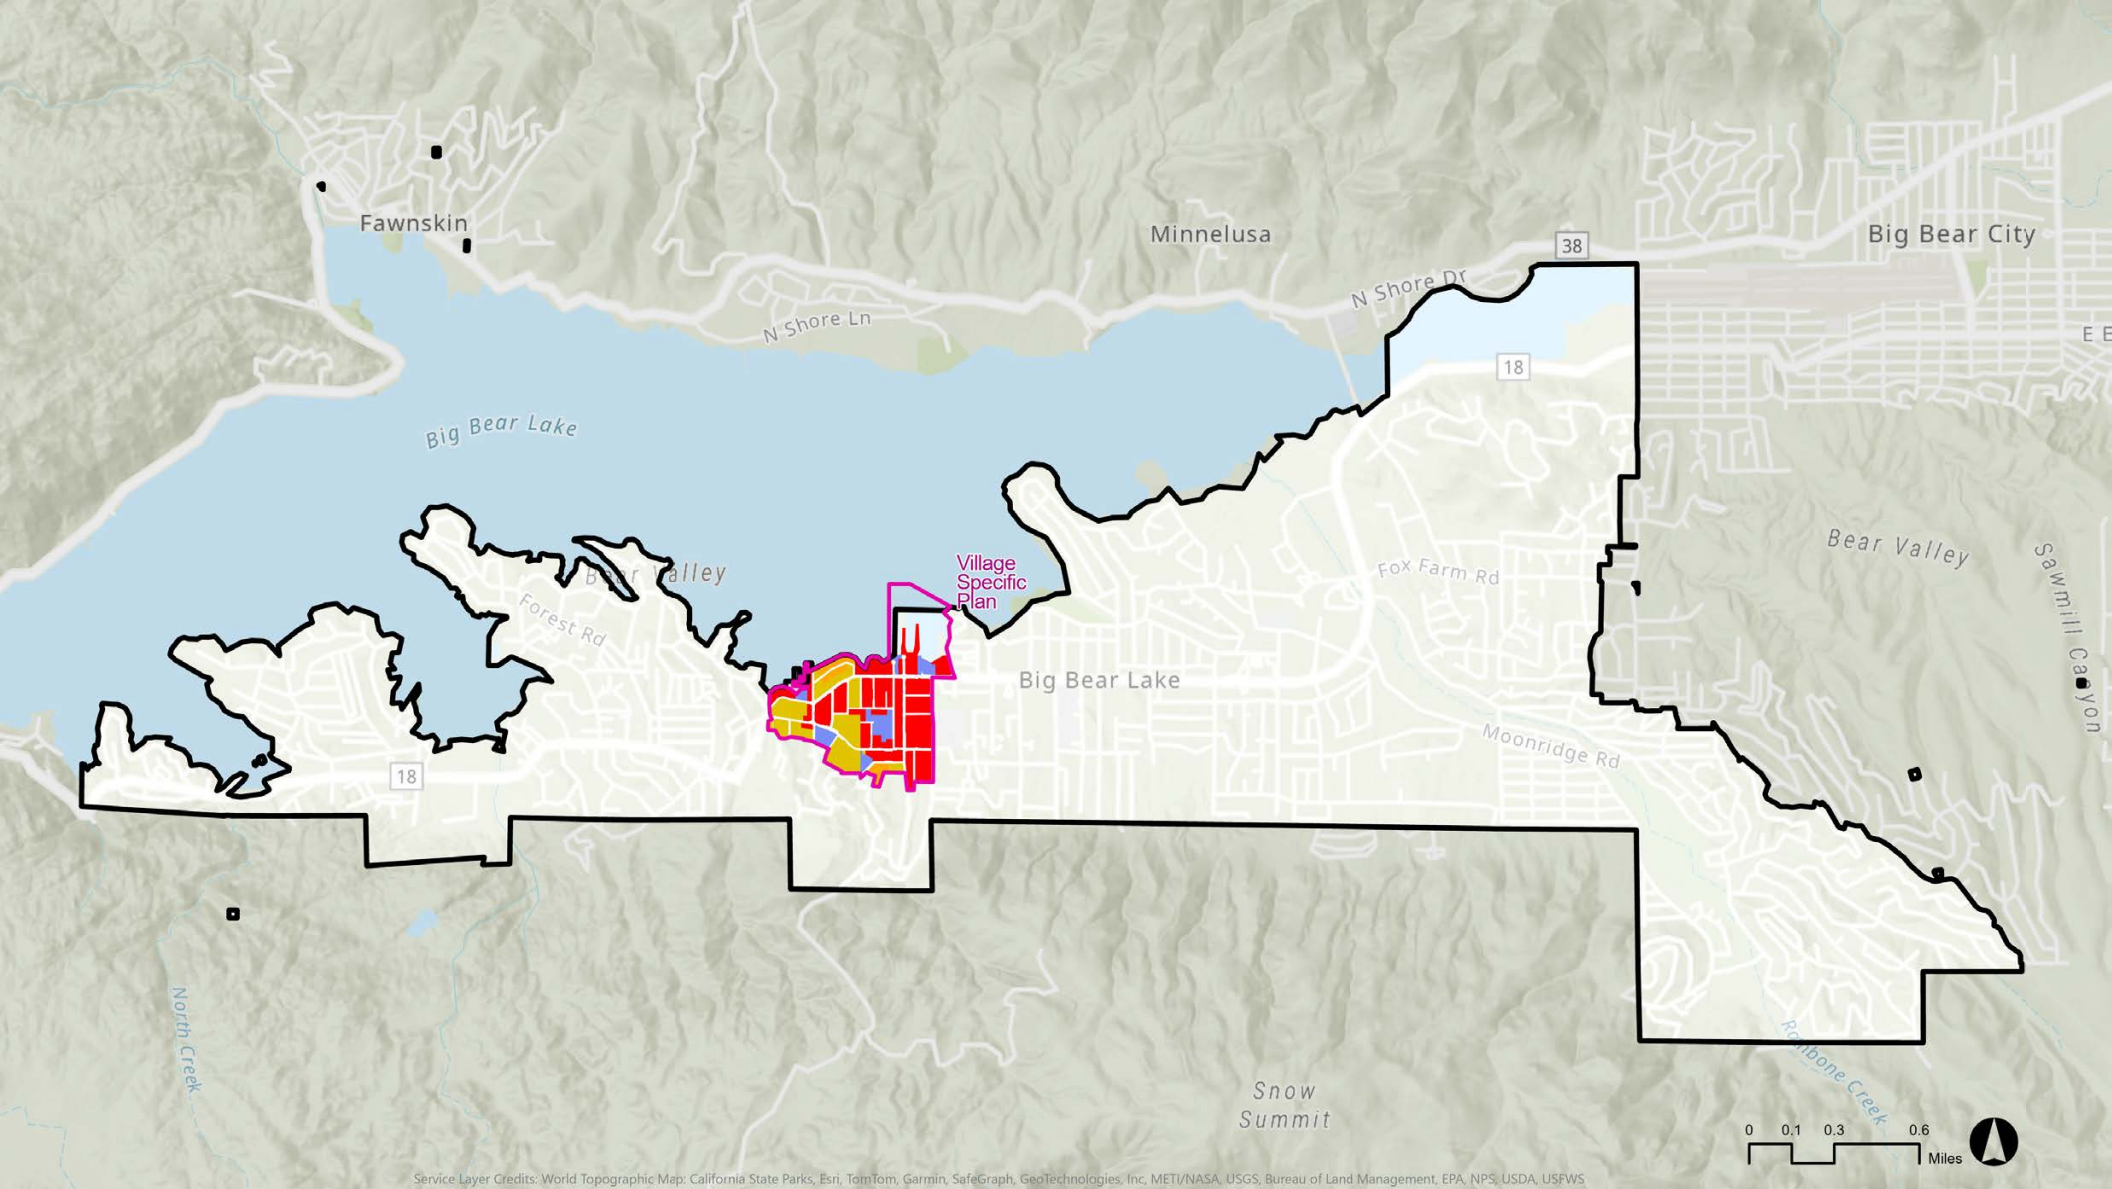 Fawnskin
Minnelusa
38
Big Bear City
N Shore Dr
N Shore Ln
E B
18
Big Bear Lake
Bear Valley
Sawmill Canyon
Village
Specific
Plan
Bear Valley
Fox Farm Rd
Forest Rd
Big Bear Lake
Moonridge Rd
18
North Creek
Rathbone Creek
Snow
Summit
0 0.1 0.3 0.6
Miles
Service Layer Credits: World Topographic Map: California State Parks, Esri, TomTom, Garmin, SafeGraph, GeoTechnologies, Inc, METI/NASA, USGS, Bureau of Land Management, EPA, NPS, USDA, USFWS